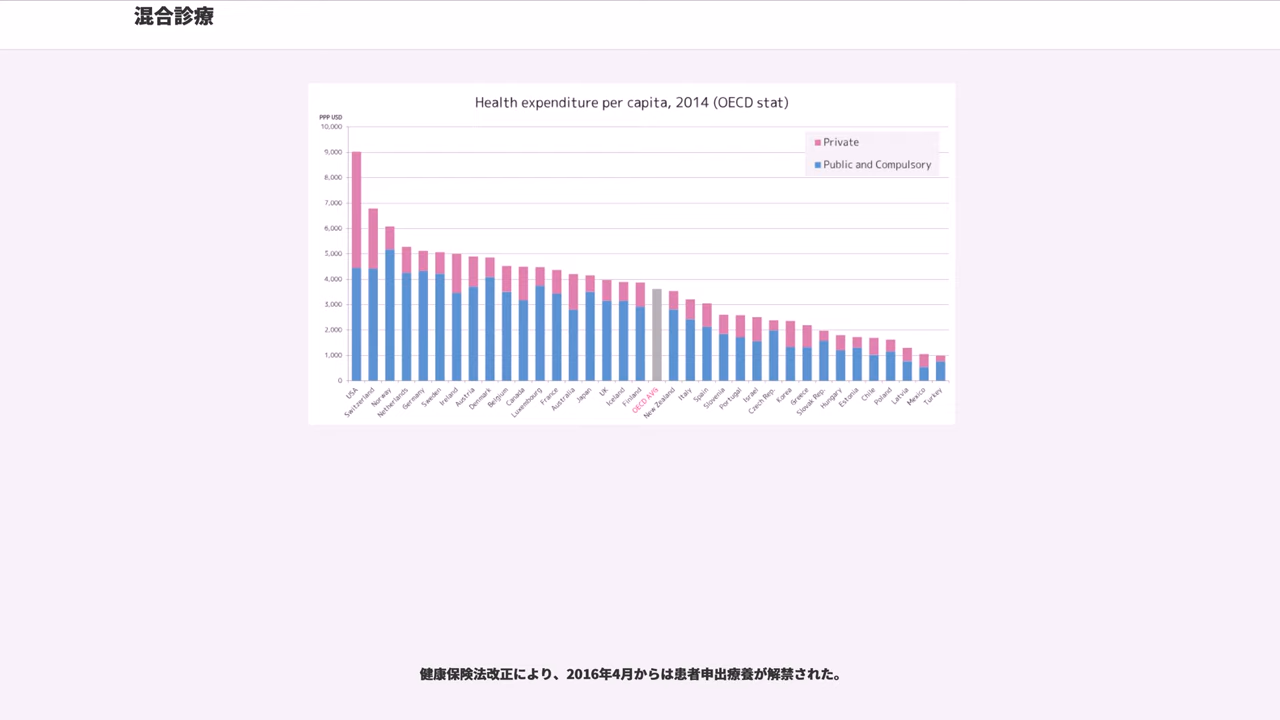 混合診療
Health expenditure per capita, 2014 (OECD stat)
PPP USD
10,000
9,000
8,000
7,000
6,000
5,000
4,000
3,000
2,000
1,000
0
Private
Public and Compulsory
USA
Switzerland
Norway
Netherlands
Germany
Sweden
Ireland
Austria
Denmark
Belgium
Canada
Luxembourg
France
Australia
Japan
UK
Iceland
Finland
OECD AVG
New Zealand
Italy
Spain
Slovenia
Portugal
Israel
Czech Rep.
Korea
Greece
Slovak Rep.
Hungary
Estonia
Chile
Poland
Latvia
Mexico
Turkey
健康保険法改正により、2016年4月からは患者申出療養が解禁された。